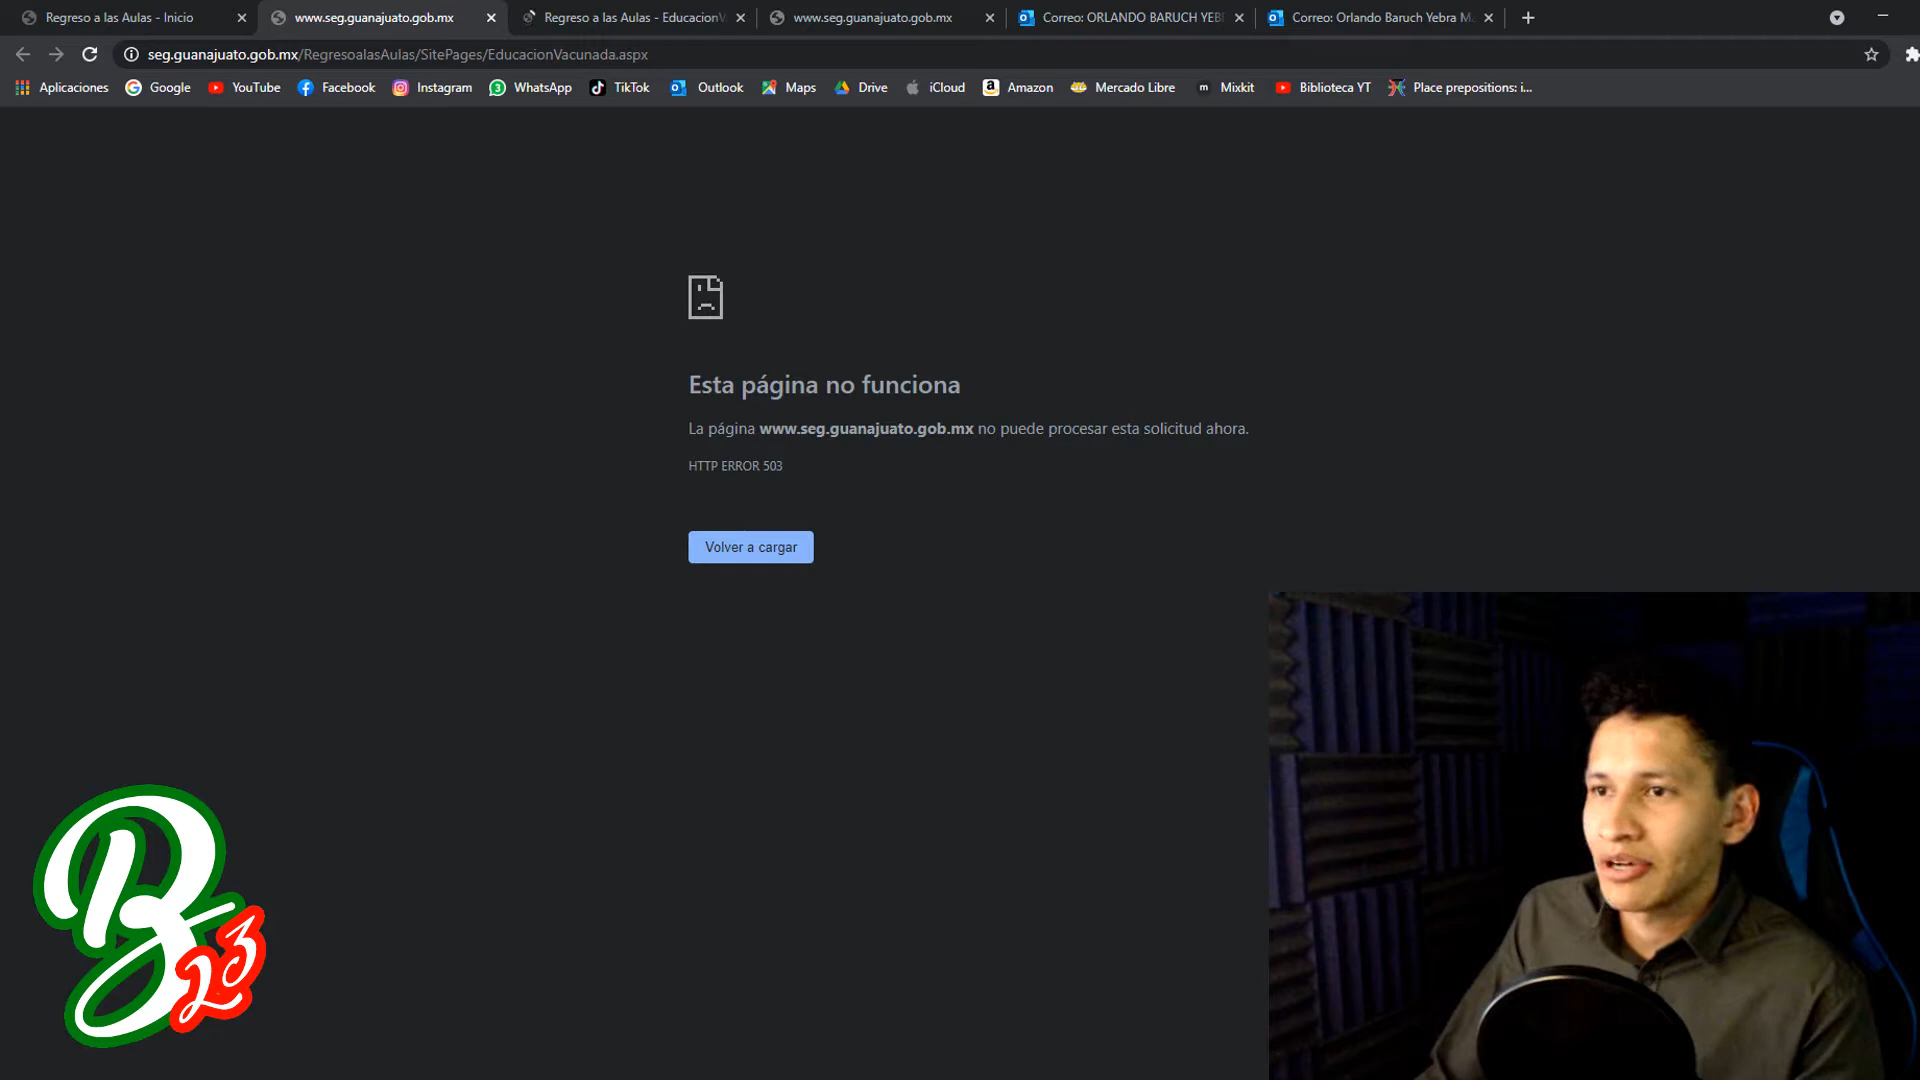 Regreso a las Aulas - Inicio
www.seg.guanajuato.gob.mx
Regreso a las Aulas - EducacionV
www.seg.guanajuato.gob.mx
Correo: ORLANDO BARUCH YEB
Correo: Orlando Baruch Yebra M
seg.guanajuato.gob.mx/RegresoalasAulas/SitePages/EducacionVacunada.aspx
Aplicaciones
Google
YouTube
Facebook
Instagram
3
WhatsApp
TikTok
Outlook
Maps
Drive
iCloud
Amazon
Mercado Libre
m
Mixkit
Biblioteca YT
Place prepositions: i...
Esta página no funciona
La página www.seg.guanajuato.gob.mx no puede procesar esta solicitud ahora.
HTTP ERROR 503
Volver a cargar
B
23